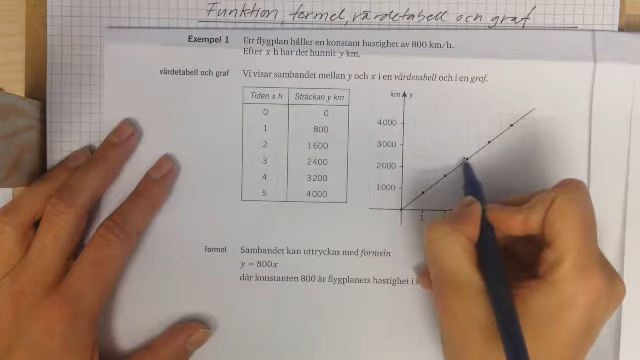 Funktion, formel, värdetabell och graf
Exempel 1 Ett flygplan håller en konstant hastighet av 800 km/h.
Efter x h har det hunnit y km.
värdetabell och graf Vi visar sambandet mellan y och x i en värdetabell och i en graf.
Tiden x h Sträckan y km
0 0
1 800
2 1600
3 2400
4 3200
5 4000
km y
4000
3000
2000
1000
1
formel Sambandet kan uttryckas med formeln
y = 800x
där konstanten 800 är flygplanets hastighet i